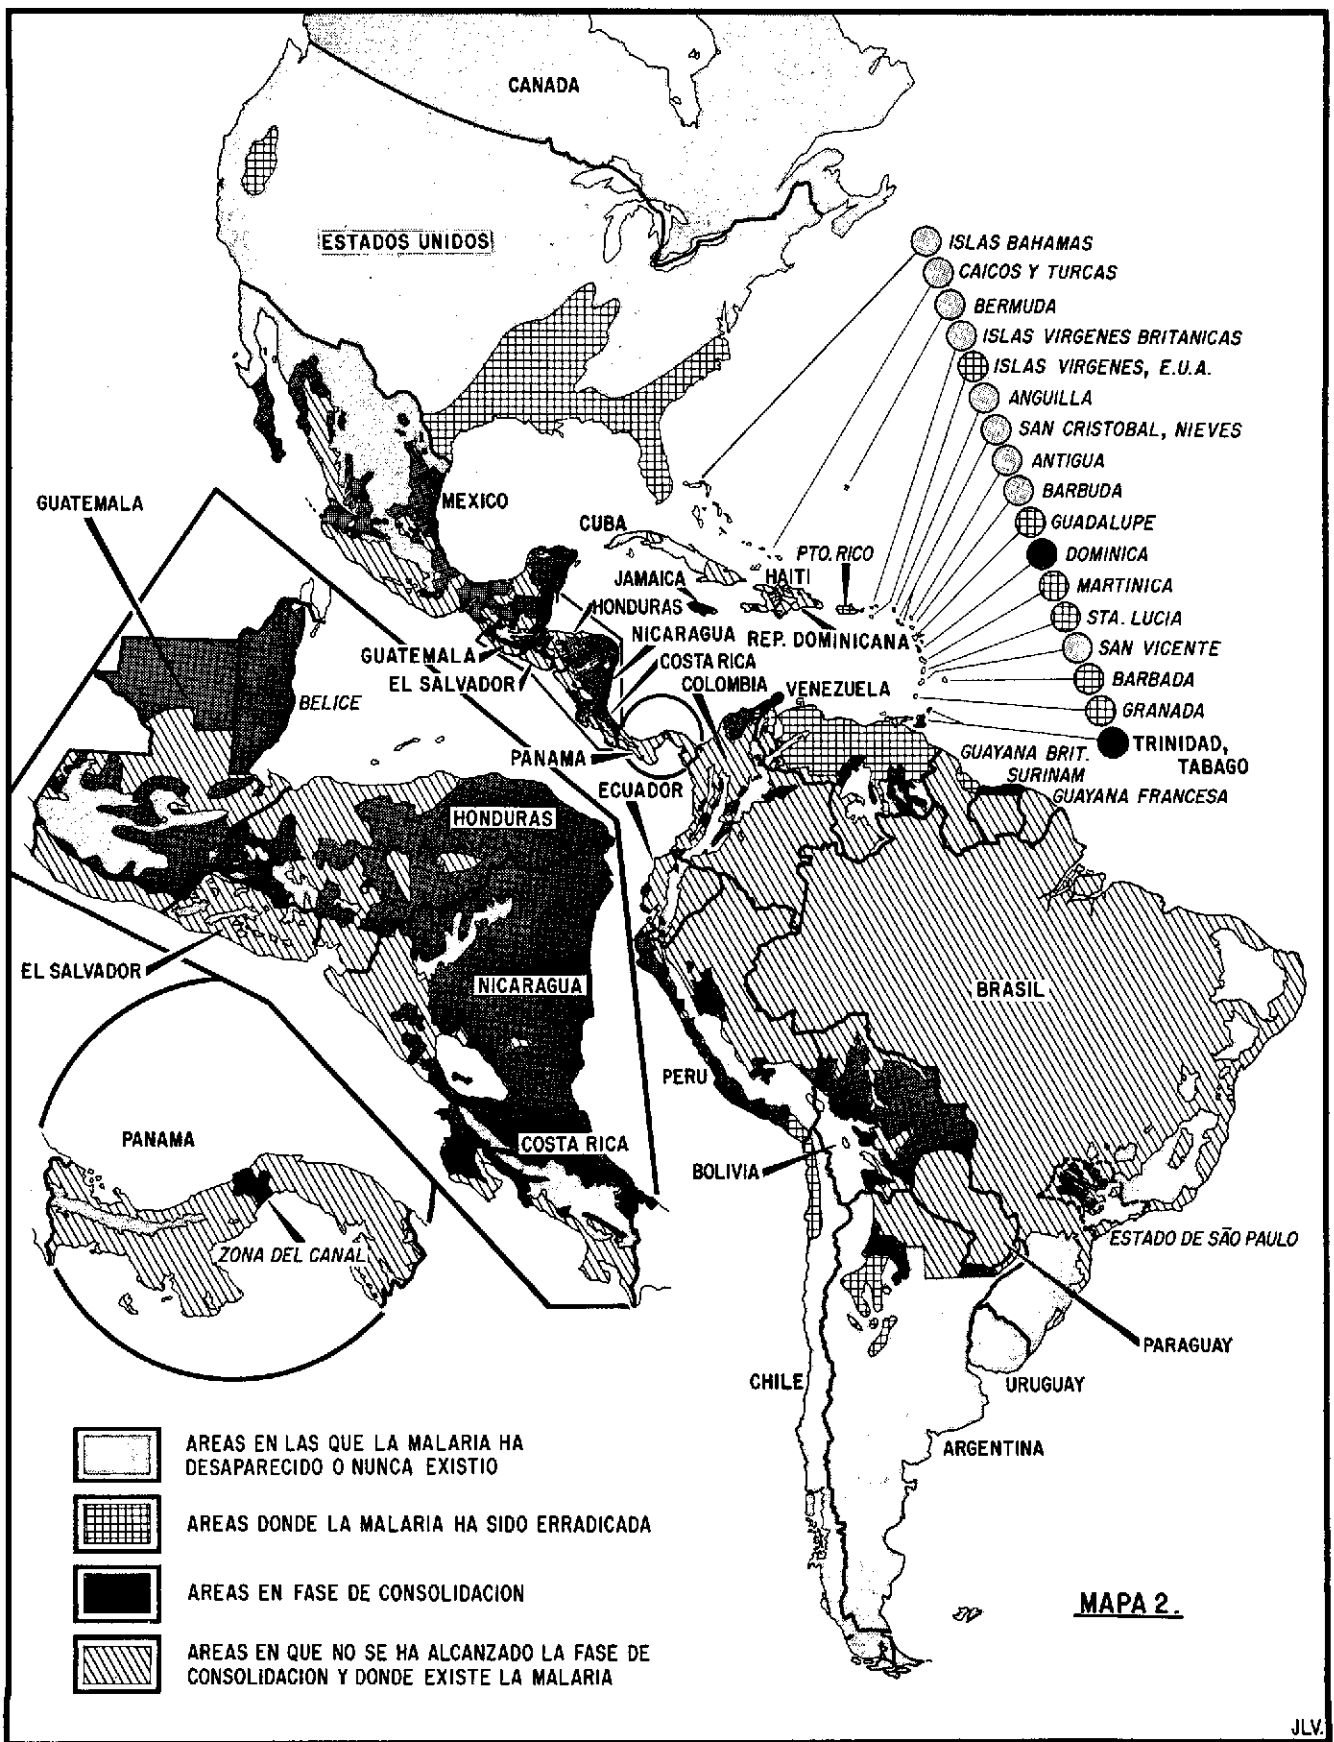 CANADA
ESTADOS UNIDOS
ISLAS BAHAMAS
CAICOS Y TURCAS
BERMUDA
ISLAS VIRGENES BRITANICAS
ISLAS VIRGENES, E.U.A.
ANGUILLA
SAN CRISTOBAL, NIEVES
ANTIGUA
BARBUDA
GUADALUPE
DOMINICA
MARTINICA
STA. LUCIA
SAN VICENTE
BARBADA
GRANADA
TRINIDAD,
TABAGO
GUATEMALA
MEXICO
CUBA
PTO. RICO
JAMAICA
HAITI
HONDURAS
NICARAGUA
REP. DOMINICANA
GUATEMALA
COSTA RICA
EL SALVADOR
COLOMBIA
VENEZUELA
BELICE
PANAMA
GUAYANA BRIT.
SURINAM
GUAYANA FRANCESA
ECUADOR
HONDURAS
EL SALVADOR
NICARAGUA
BRASIL
PERU
PANAMA
COSTA RICA
BOLIVIA
ZONA DEL CANAL
ESTADO DE SÃO PAULO
PARAGUAY
CHILE
URUGUAY
ARGENTINA
AREAS EN LAS QUE LA MALARIA HA
DESAPARECIDO O NUNCA EXISTIO
AREAS DONDE LA MALARIA HA SIDO ERRADICADA
AREAS EN FASE DE CONSOLIDACION
AREAS EN QUE NO SE HA ALCANZADO LA FASE DE
CONSOLIDACION Y DONDE EXISTE LA MALARIA
MAPA 2.
JLV.